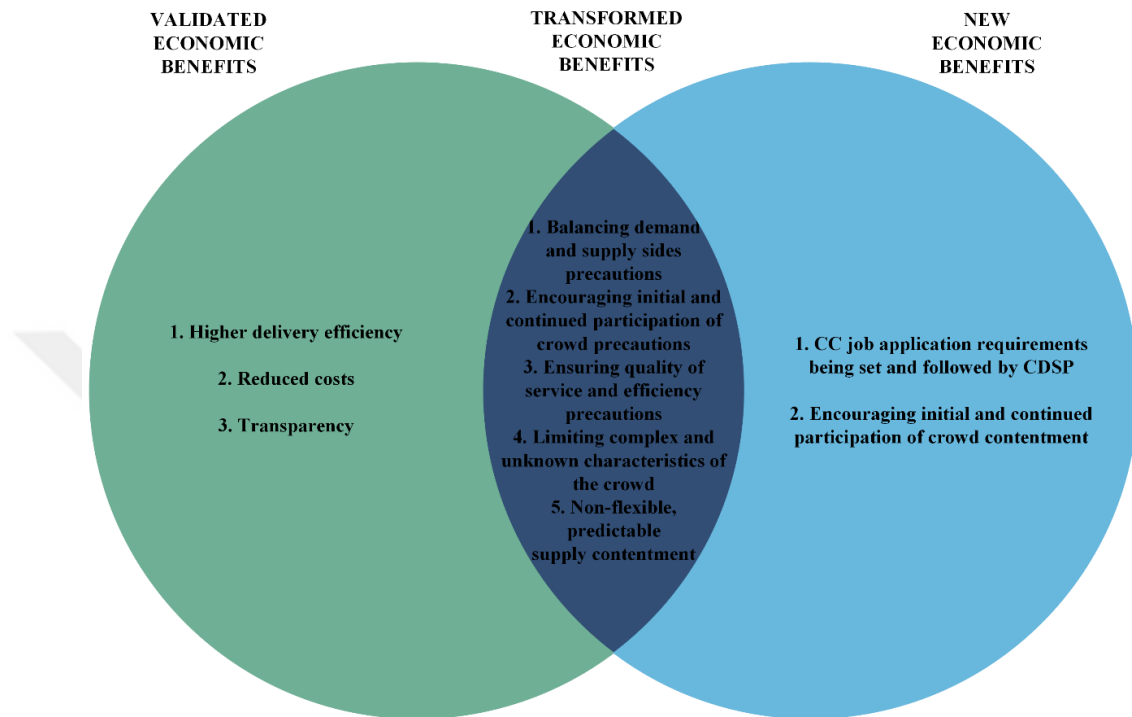 VALIDATED
ECONOMIC
BENEFITS
TRANSFORMED
ECONOMIC
BENEFITS
NEW
ECONOMIC
BENEFITS
1. Higher delivery efficiency
2. Reduced costs
3. Transparency
1. Balancing demand
and supply sides
precautions
2. Encouraging initial and
continued participation of
crowd precautions
3. Ensuring quality of
service and efficiency
precautions
4. Limiting complex and
unknown characteristics of
the crowd
5. Non-flexible,
predictable
supply contentment
1. CC job application requirements
being set and followed by CDSP
2. Encouraging initial and continued
participation of crowd contentment